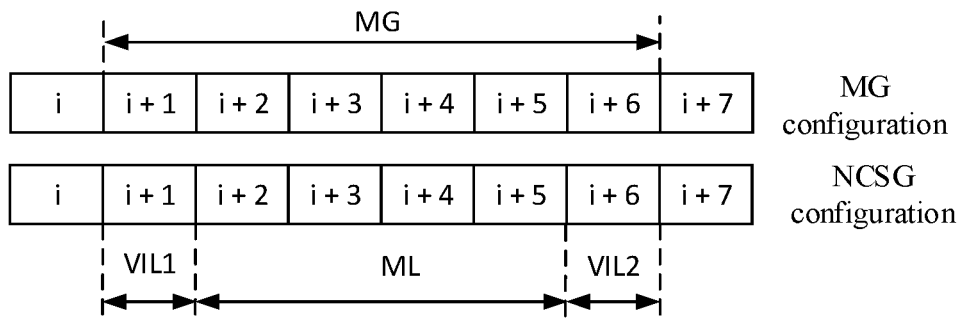 MG
i i + 1 i + 2 i + 3 i + 4 i + 5 i + 6 i + 7
MG
configuration
i i + 1 i + 2 i + 3 i + 4 i + 5 i + 6 i + 7
NCSG
configuration
VIL1 ML VIL2